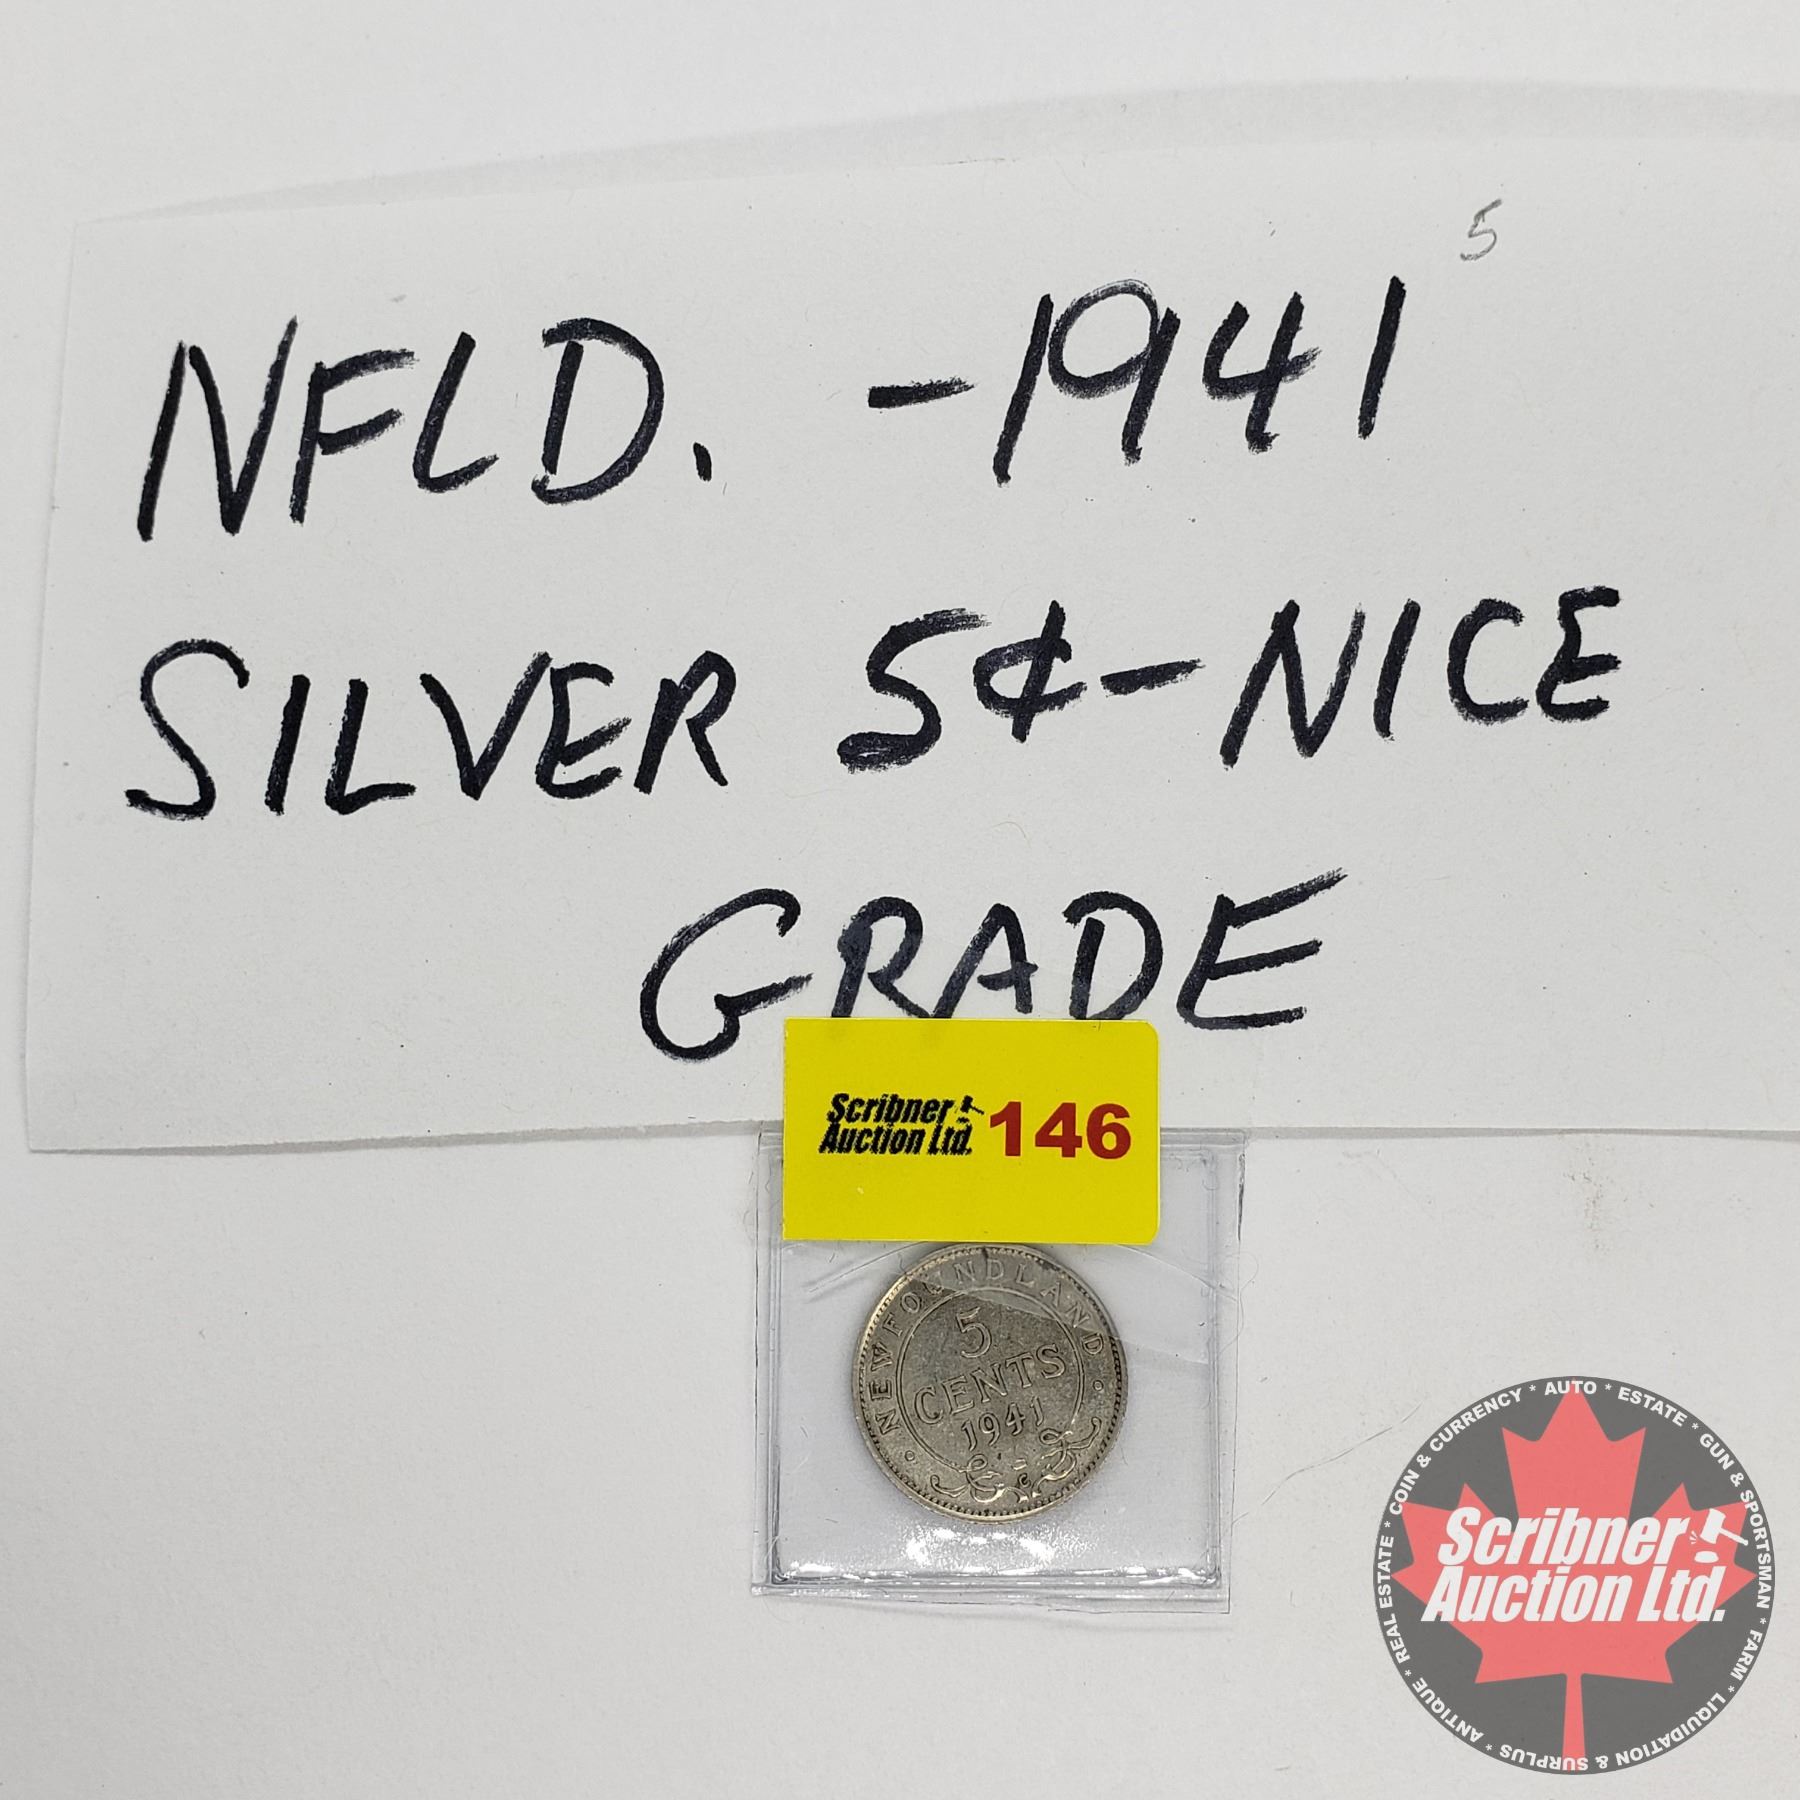 5
NFLD. -1941
SILVER 5¢-NICE
GRADE
Scribner
Auction Ltd. 146
NEWFOUNDLAND
5
CENTS
1941
C
COIN & CURRENCY * AUTO * ESTATE * GUN & SPORTSMAN * FARM * LIQUIDATION & SURPLUS * ANTIQUE * REAL ESTATE *
Scribner
Auction Ltd.